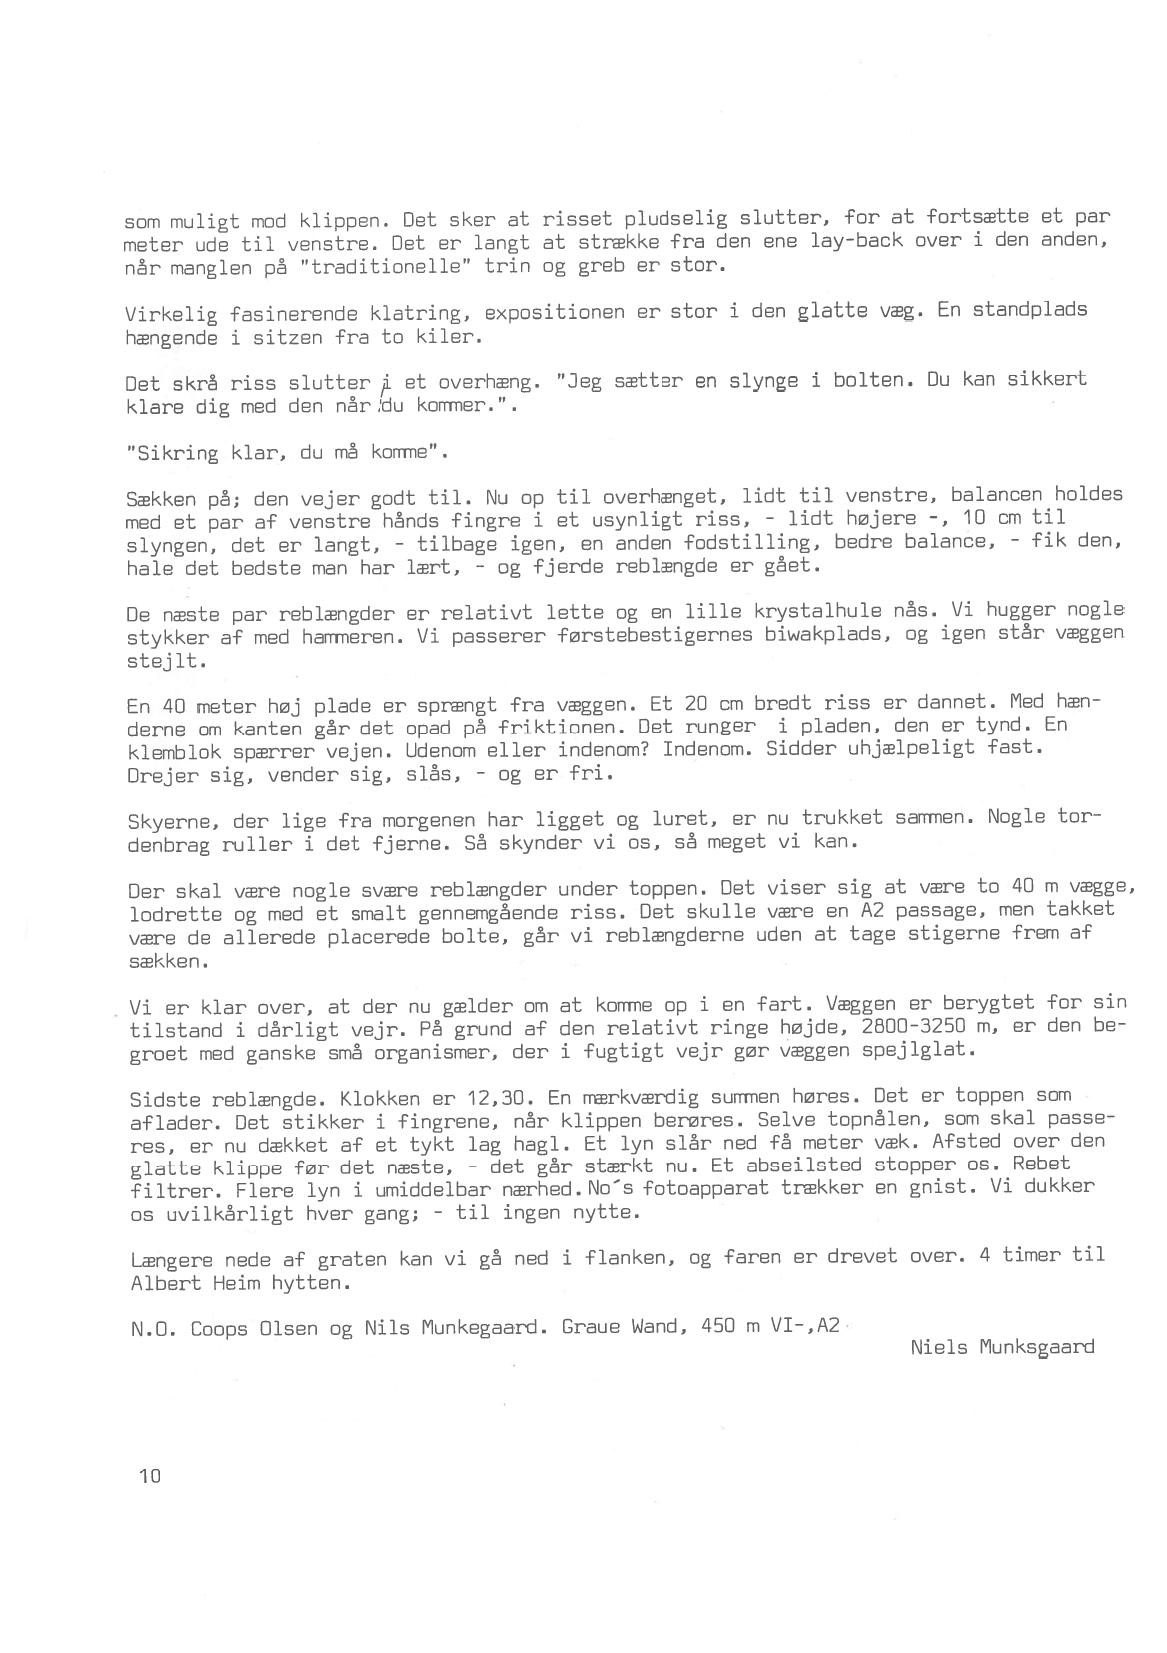 som muligt mod klippen. Det sker at risset pludselig slutter, for at fortsætte et par
meter ude til venstre. Det er langt at strække fra den ene lay-back over i den anden,
når manglen på "traditionelle" trin og greb er stor.
Virkelig fasinerende klatring, expositionen er stor i den glatte væg. En standplads
hængende i sitzen fra to kiler.
Det skrå riss slutter i et overhæng. "Jeg sætter en slynge i bolten. Du kan sikkert
klare dig med den når du kommer.".
"Sikring klar, du må komme".
Sækken på; den vejer godt til. Nu op til overhænget, lidt til venstre, balancen holdes
med et par af venstre hånds fingre i et usynligt riss, - lidt højere -, 10 cm til
slyngen, det er langt, - tilbage igen, en anden fodstilling, bedre balance, - fik den,
hale det bedste man har lært, - og fjerde reblængde er gået.
De næste par reblængder er relativt lette og en lille krystalhule nås. Vi hugger nogle
stykker af med hammeren. Vi passerer førstebestigernes biwakplads, og igen står væggen
stejlt.
En 40 meter høj plade er sprængt fra væggen. Et 20 cm bredt riss er dannet. Med hæn-
derne om kanten går det opad på friktionen. Det runger i pladen, den er tynd. En
klemblok spærrer vejen. Udenom eller indenom? Indenom. Sidder uhjælpeligt fast.
Drejer sig, vender sig, slås, - og er fri.
Skyerne, der lige fra morgenen har ligget og luret, er nu trukket sammen. Nogle tor-
denbrag ruller i det fjerne. Så skynder vi os, så meget vi kan.
Der skal være nogle svære reblængder under toppen. Det viser sig at være to 40 m vægge,
lodrette og med et smalt gennemgående riss. Det skulle være en A2 passage, men takket
være de allerede placerede bolte, går vi reblængderne uden at tage stigerne frem af
sækken.
Vi er klar over, at der nu gælder om at komme op i en fart. Væggen er berygtet for sin
tilstand i dårligt vejr. På grund af den relativt ringe højde, 2800-3250 m, er den be-
groet med ganske små organismer, der i fugtigt vejr gør væggen spejlglat.
Sidste reblængde. Klokken er 12,30. En mærkværdig summen høres. Det er toppen som
aflader. Det stikker i fingrene, når klippen berøres. Selve topnålen, som skal passe-
res, er nu dækket af et tykt lag hagl. Et lyn slår ned få meter væk. Afsted over den
glatte klippe før det næste, - det går stærkt nu. Et abseilsted stopper os. Rebet
filtrer. Flere lyn i umiddelbar nærhed. No´s fotoapparat trækker en gnist. Vi dukker
os uvilkårligt hver gang; - til ingen nytte.
Længere nede af graten kan vi gå ned i flanken, og faren er drevet over. 4 timer til
Albert Heim hytten.
N.O. Coops Olsen og Nils Munkegaard. Graue Wand, 450 m VI-,A2
Niels Munksgaard
10